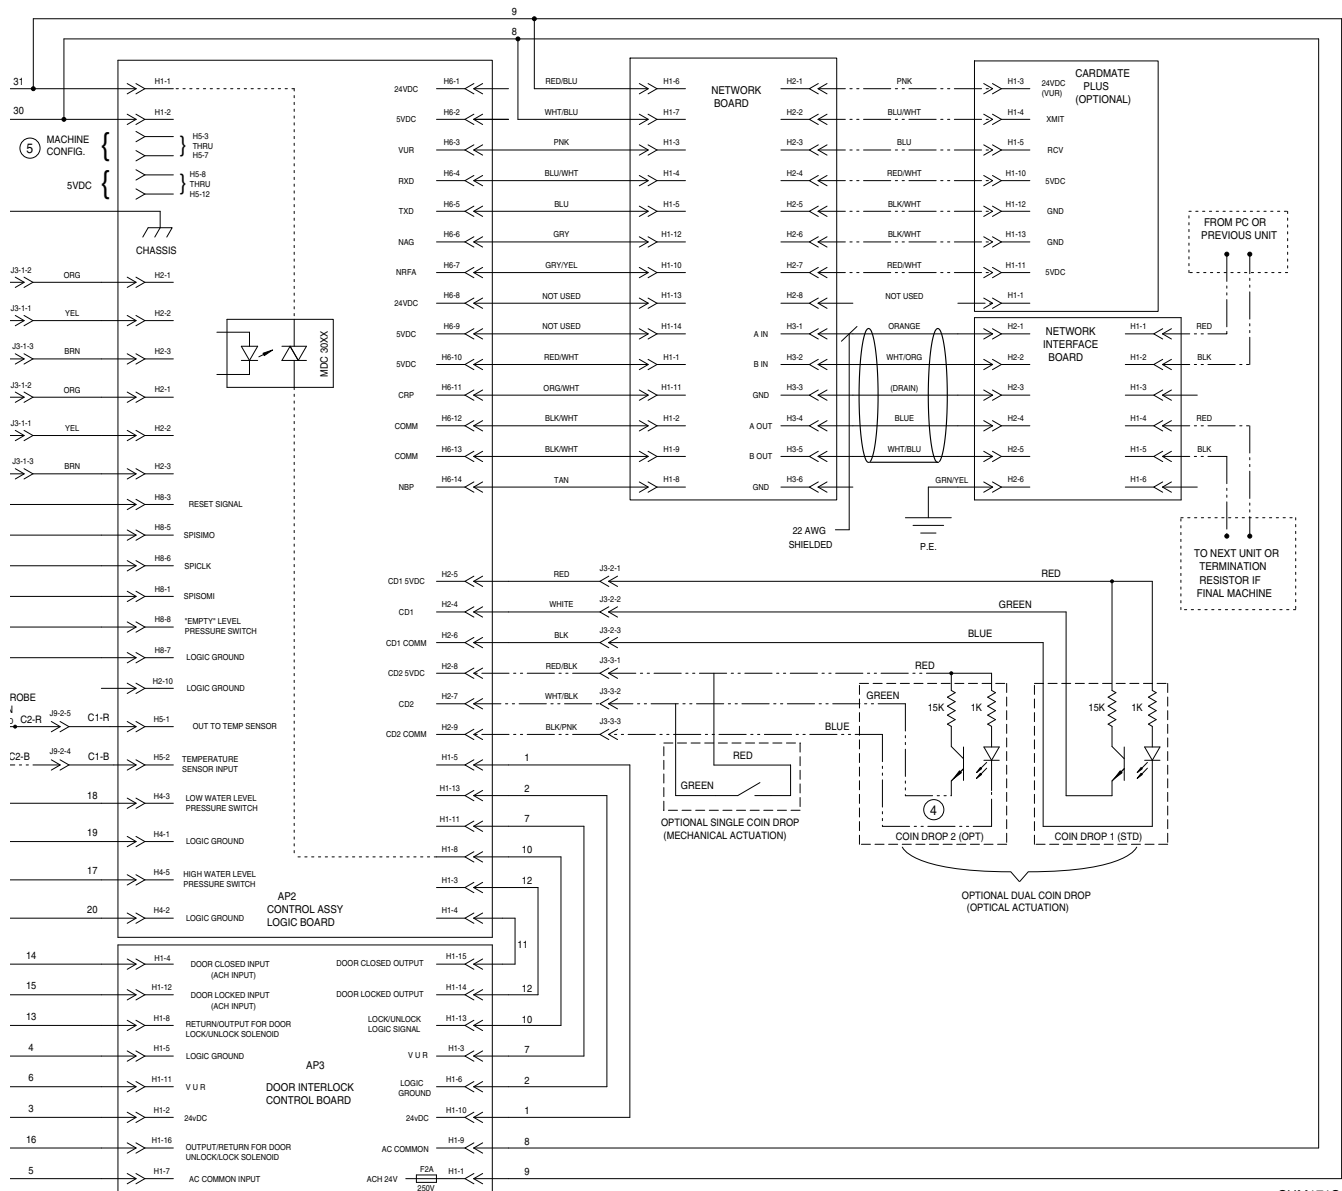 9
8
31 H1-1 H6-1 24VDC RED/BLU H1-6 NETWORK BOARD H2-1 PNK H1-3 24VDC (VUR) CARDMATE PLUS (OPTIONAL)
30 H1-2 H6-2 5VDC WHT/BLU H1-7 H2-2 BLU/WHT H1-4 XMIT
5 MACHINE CONFIG. { H5-3 THRU H5-7 }
VUR H6-3 PNK H1-3 H2-3 BLU H1-5 RCV
5VDC { H5-8 THRU H5-12 }
RXD H6-4 BLU/WHT H1-4 H2-4 RED/WHT H1-10 5VDC
TXD H6-5 BLU H1-5 H2-5 BLK/WHT H1-12 GND
CHASSIS
NAG H6-6 GRY H1-12 H2-6 BLK/WHT H1-13 GND
FROM PC OR
PREVIOUS UNIT
NRFA H6-7 GRY/YEL H1-10 H2-7 RED/WHT H1-11 5VDC
24VDC H6-8 NOT USED H1-13 H2-8 NOT USED H1-1
5VDC H6-9 NOT USED H1-14 A IN H3-1 ORANGE H2-1 NETWORK INTERFACE BOARD H1-1 RED
5VDC H6-10 RED/WHT H1-1 B IN H3-2 WHT/ORG H2-2 H1-2 BLK
CRP H6-11 ORG/WHT H1-11 GND H3-3 (DRAIN) H2-3 H1-3
COMM H6-12 BLK/WHT H1-2 A OUT H3-4 BLUE H2-4 H1-4 RED
COMM H6-13 BLK/WHT H1-9 B OUT H3-5 WHT/BLU H2-5 H1-5 BLK
NBP H6-14 TAN H1-8 GND H3-6 GRN/YEL H2-6 H1-6
22 AWG
SHIELDED
P.E.
TO NEXT UNIT OR
TERMINATION
RESISTOR IF
FINAL MACHINE
J3-1-2 ORG H2-1
J3-1-1 YEL H2-2
J3-1-3 BRN H2-3
J3-1-2 ORG H2-1
J3-1-1 YEL H2-2
J3-1-3 BRN H2-3
MDC 30XX
H8-3 RESET SIGNAL
H8-5 SPISIMO
H8-6 SPICLK
H8-1 SPISOMI
H8-8 "EMPTY" LEVEL
PRESSURE SWITCH
H8-7 LOGIC GROUND
H2-10 LOGIC GROUND
ROBE
C2-R J9-2-5 C1-R H5-1 OUT TO TEMP SENSOR
C2-B J9-2-4 C1-B H5-2 TEMPERATURE
SENSOR INPUT
18 H4-3 LOW WATER LEVEL
PRESSURE SWITCH
19 H4-1 LOGIC GROUND
17 H4-5 HIGH WATER LEVEL
PRESSURE SWITCH
20 H4-2 LOGIC GROUND
AP2
CONTROL ASSY
LOGIC BOARD
CD1 5VDC H2-5 RED J3-2-1 RED
CD1 H2-4 WHITE J3-2-2 GREEN
CD1 COMM H2-6 BLK J3-2-3 BLUE
CD2 5VDC H2-8 RED/BLK J3-3-1 RED
CD2 H2-7 WHT/BLK J3-3-2 GREEN
CD2 COMM H2-9 BLK/PNK J3-3-3 BLUE
15K 1K 15K 1K
H1-5 1
RED
GREEN
H1-13 2
4
H1-11 7
OPTIONAL SINGLE COIN DROP
(MECHANICAL ACTUATION)
COIN DROP 2 (OPT) COIN DROP 1 (STD)
H1-8 10
H1-3 12
OPTIONAL DUAL COIN DROP
(OPTICAL ACTUATION)
H1-4
11
14 H1-4 DOOR CLOSED INPUT
(ACH INPUT)
DOOR CLOSED OUTPUT H1-15
15 H1-12 DOOR LOCKED INPUT
(ACH INPUT)
DOOR LOCKED OUTPUT H1-14 12
13 H1-8 RETURN/OUTPUT FOR DOOR
LOCK/UNLOCK SOLENOID
LOCK/UNLOCK
LOGIC SIGNAL H1-13 10
4 H1-5 LOGIC GROUND
V U R H1-3 7
AP3
DOOR INTERLOCK
CONTROL BOARD
6 H1-11 V U R
LOGIC
GROUND H1-6 2
3 H1-2 24vDC
24vDC H1-10 1
16 H1-16 OUTPUT/RETURN FOR DOOR
UNLOCK/LOCK SOLENOID
AC COMMON H1-9 8
5 H1-7 AC COMMON INPUT
ACH 24V F2A 250V H1-1 9